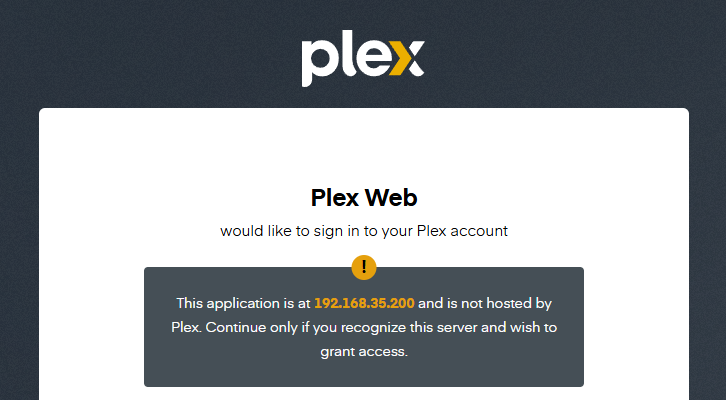 plex
Plex Web
would like to sign in to your Plex account
!
This application is at 192.168.35.200 and is not hosted by
Plex. Continue only if you recognize this server and wish to
grant access.